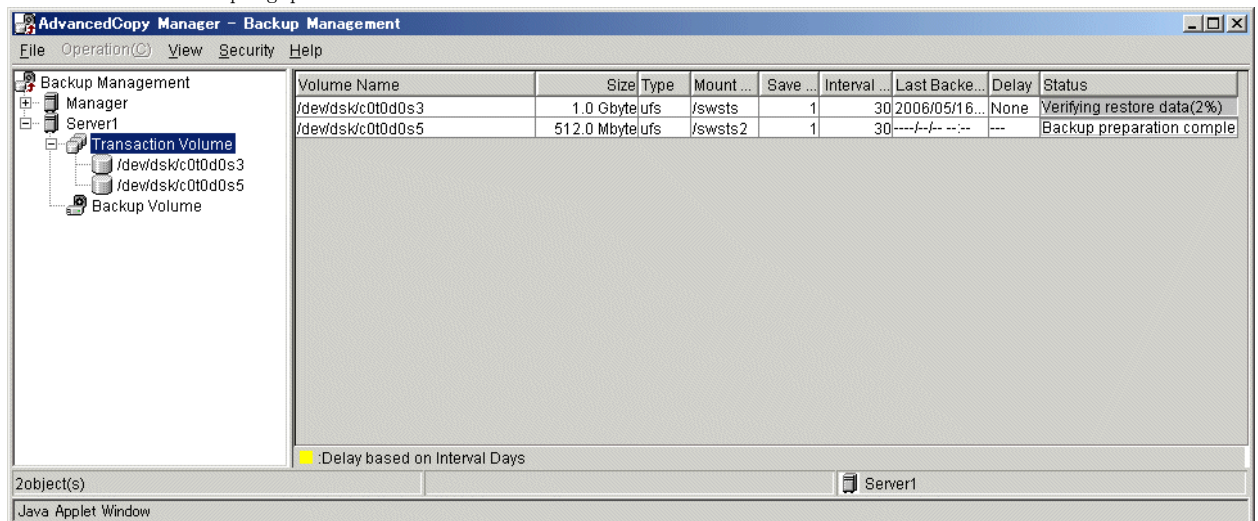 AdvancedCopy Manager - Backup Management
File Operation(C) View Security Help
Backup Management
Manager
Server1
Transaction Volume
/dev/dsk/c0t0d0s3
/dev/dsk/c0t0d0s5
Backup Volume
Volume Name Size Type Mount ... Save ... Interval ... Last Backe... Delay Status
/dev/dsk/c0t0d0s3 1.0 Gbyte ufs /swsts 1 30 2006/05/16... None Verifying restore data(2%)
/dev/dsk/c0t0d0s5 512.0 Mbyte ufs /swsts2 1 30 ----/--/-- --:-- --- Backup preparation comple
:Delay based on Interval Days
2object(s) Server1
Java Applet Window